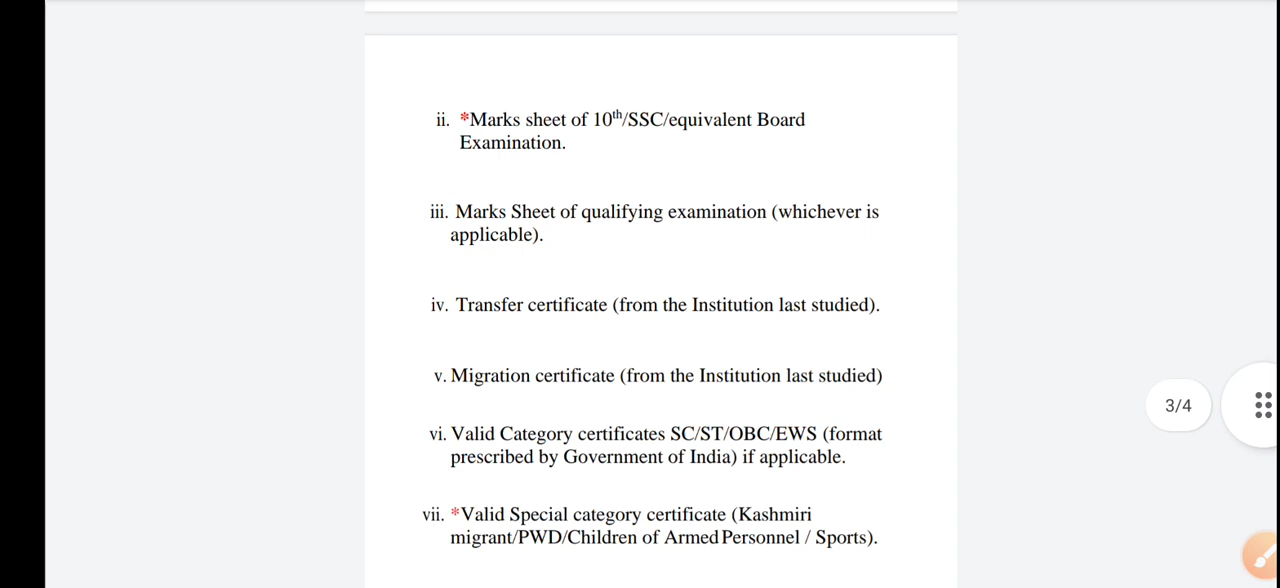 ii. *Marks sheet of 10th/SSC/equivalent Board
Examination.
iii. Marks Sheet of qualifying examination (whichever is
applicable).
iv. Transfer certificate (from the Institution last studied).
v. Migration certificate (from the Institution last studied)
3/4
vi. Valid Category certificates SC/ST/OBC/EWS (format
prescribed by Government of India) if applicable.
vii. *Valid Special category certificate (Kashmiri
migrant/PWD/Children of Armed Personnel / Sports).